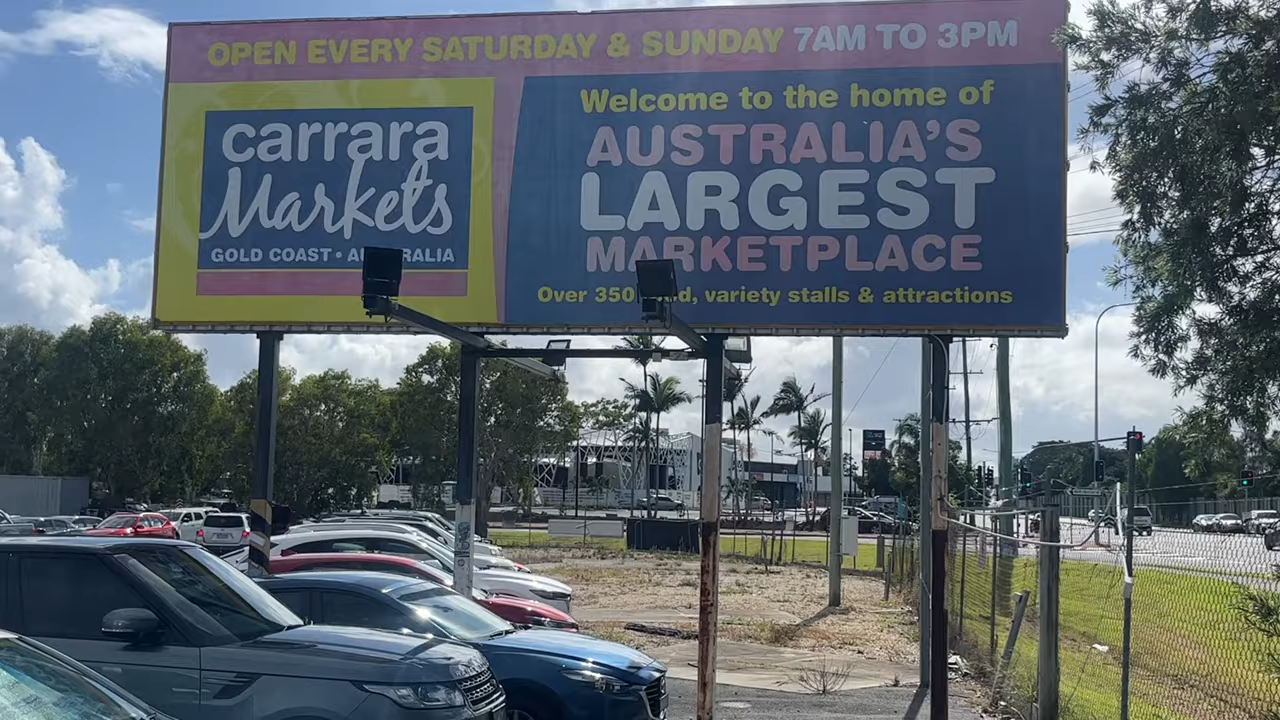 OPEN EVERY SATURDAY & SUNDAY 7AM TO 3PM
carrara
Markets
GOLD COAST • AUSTRALIA
Welcome to the home of
AUSTRALIA'S
LARGEST
MARKETPLACE
Over 350 variety stalls & attractions